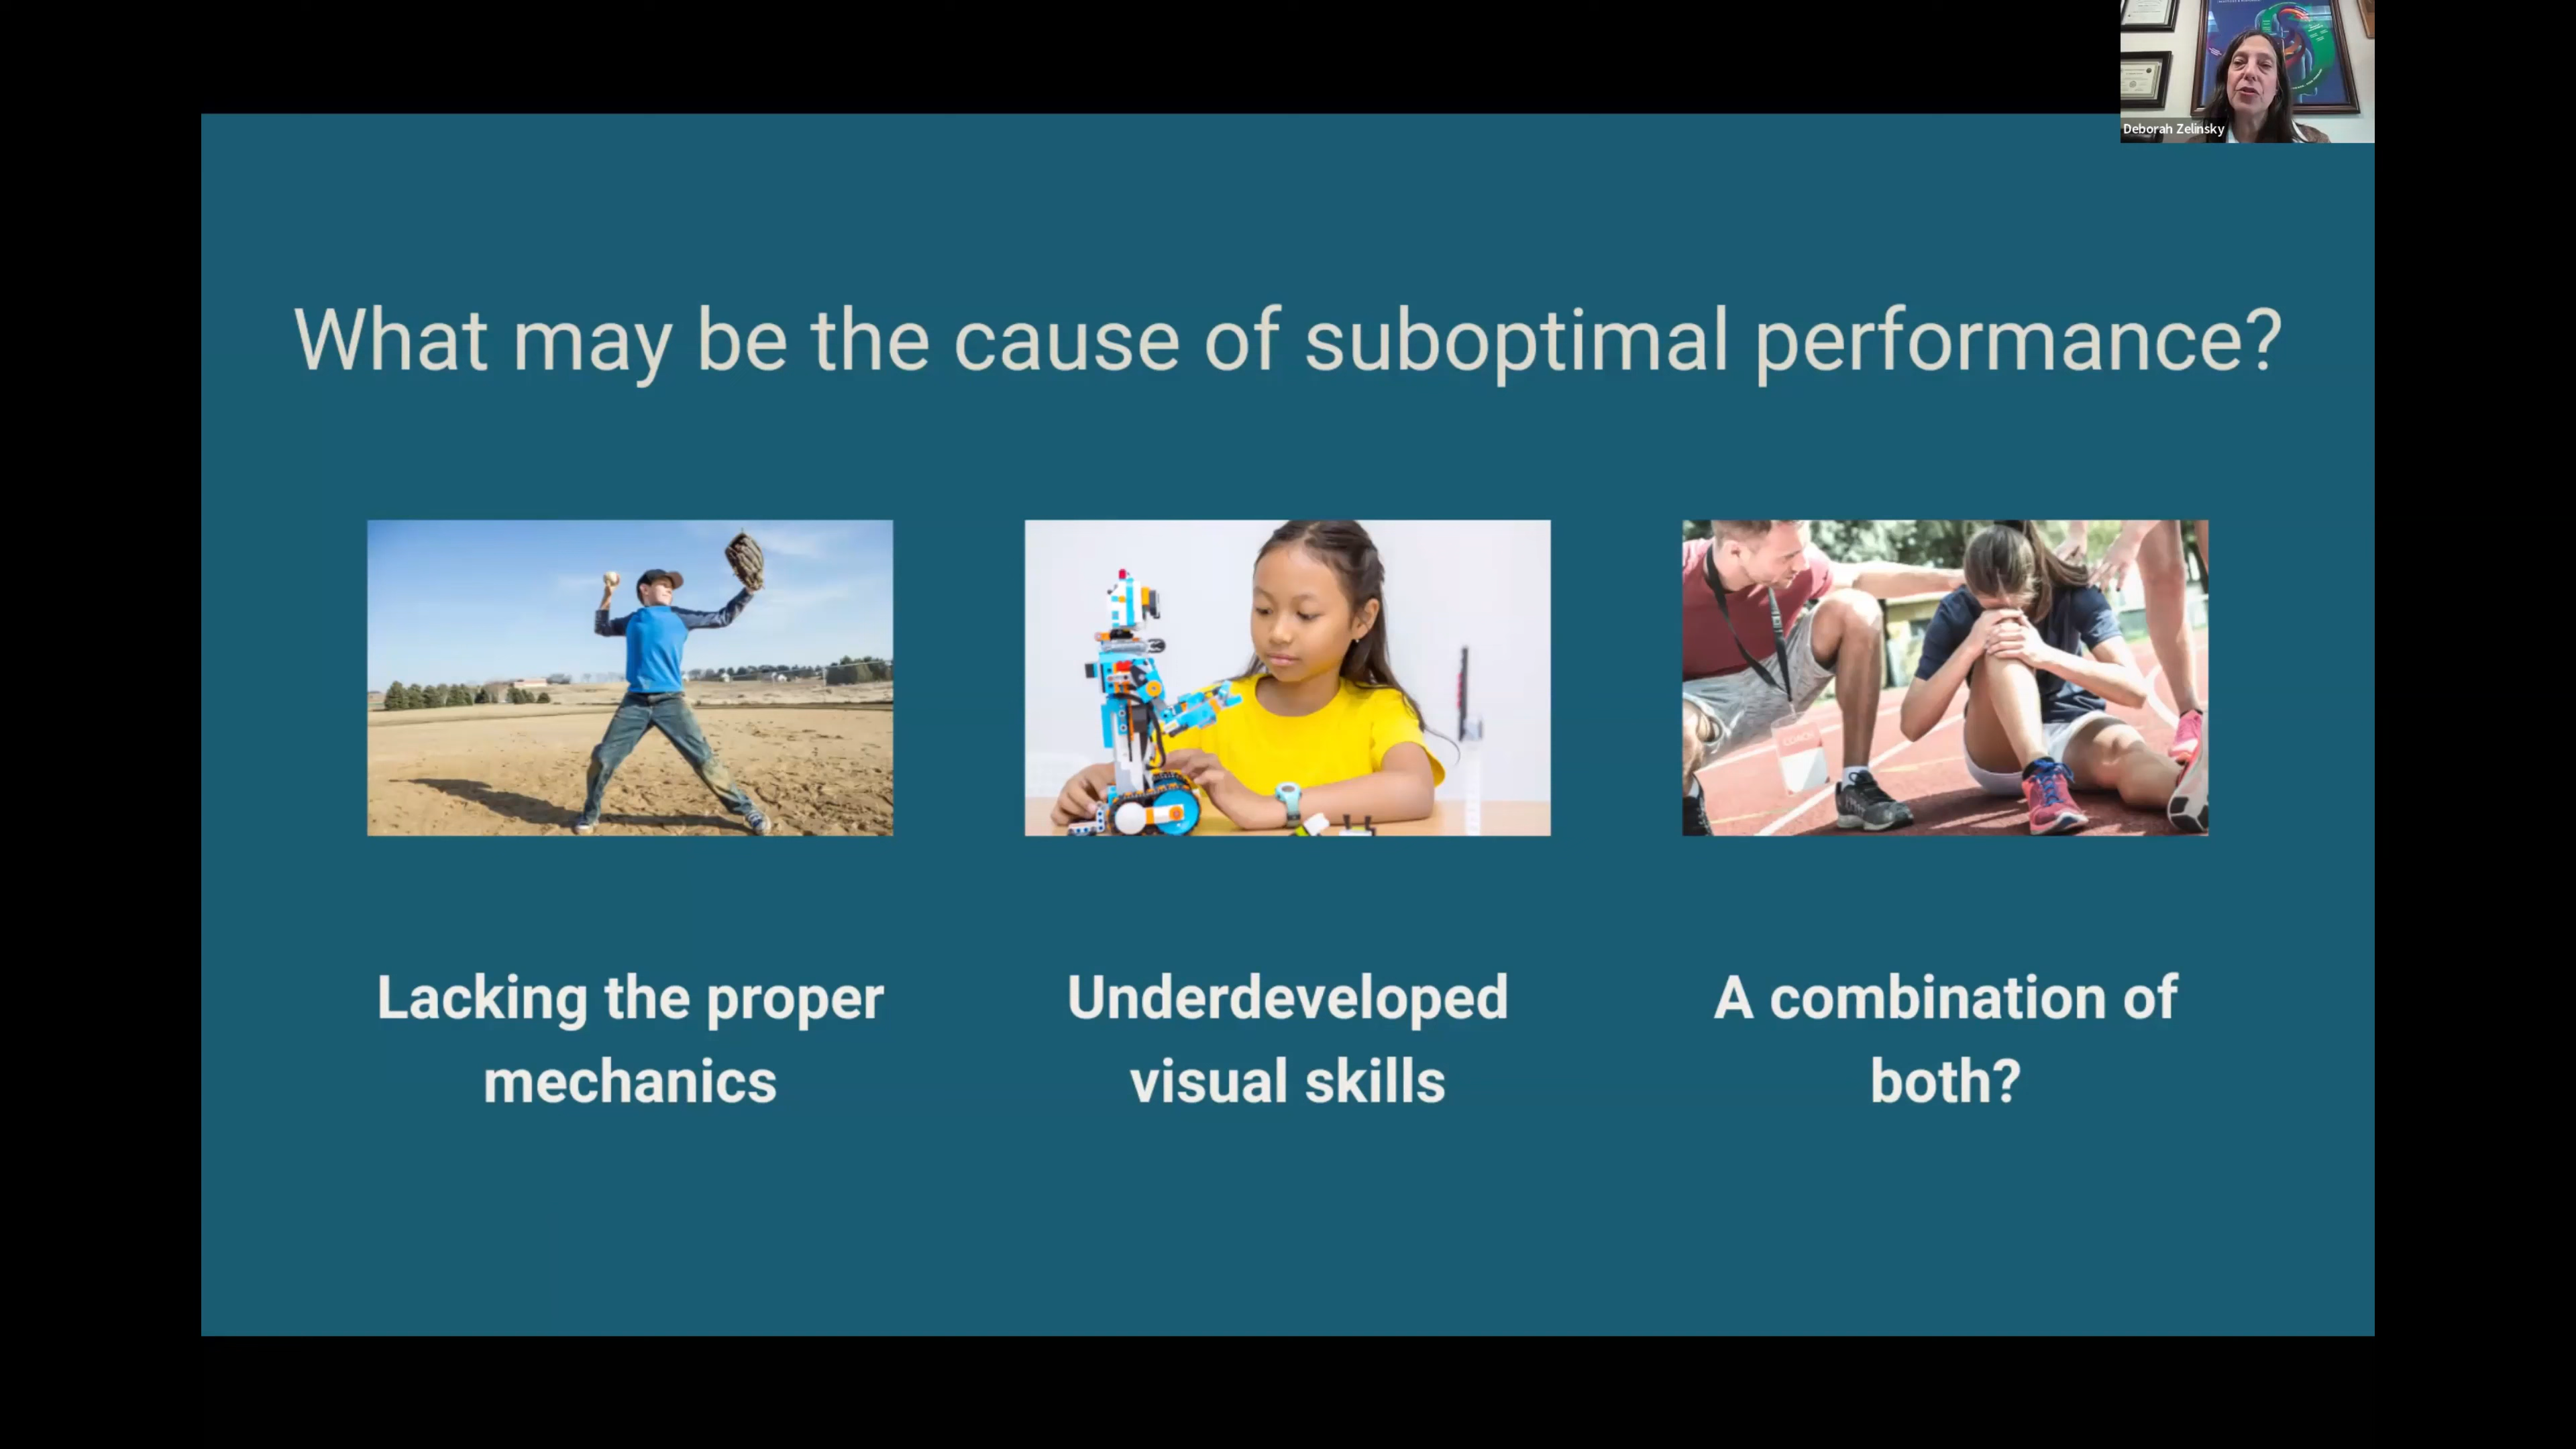 Deborah Zelinsky
What may be the cause of suboptimal performance?
COACH
Lacking the proper
mechanics
Underdeveloped
visual skills
A combination of
both?